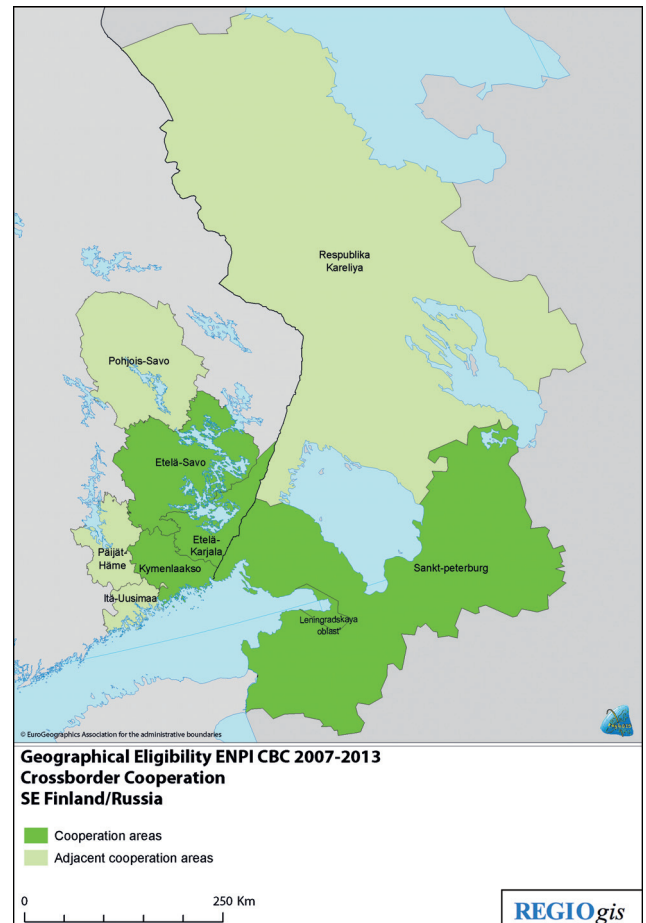 Respublika
Kareliya
Pohjois-Savo
Etelä-Savo
Etelä-
Karjala
Päijät-
Häme
Kymenlaakso
Sankt-peterburg
Itä-Uusimaa
Leningradskaya
oblast'
© EuroGeographics Association for the administrative boundaries
Geographical Eligibility ENPI CBC 2007-2013
Crossborder Cooperation
SE Finland/Russia
Cooperation areas
Adjacent cooperation areas
0 250 Km
REGIOgis